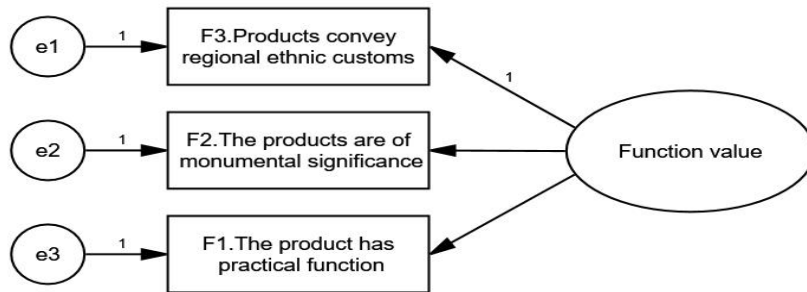 e1
1
F3.Products convey
regional ethnic customs
1
e2
1
F2.The products are of
monumental significance
Function value
e3
1
F1.The product has
practical function